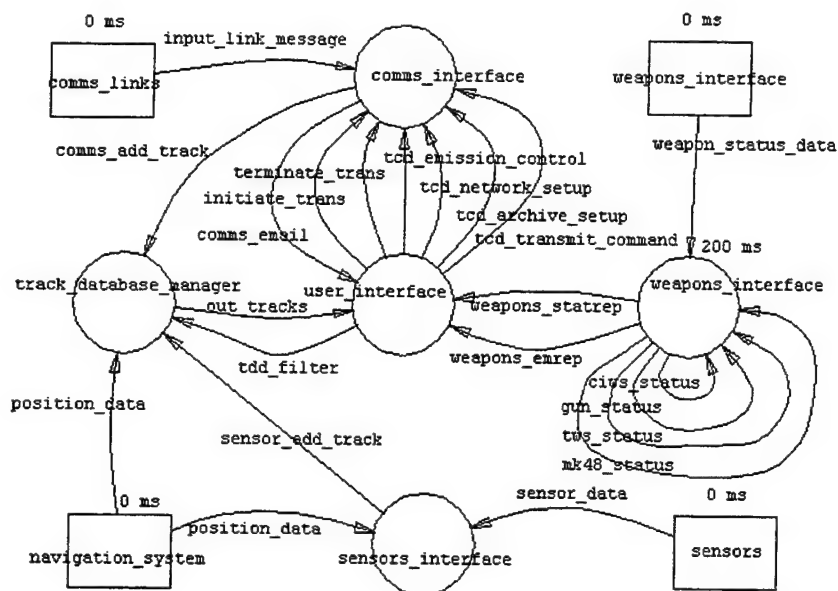 0 ms
0 ms
input_link_message
comms_links
comms_interface
weapons_interface
comms_add_track
weapon_status_data
tcd_emission_control
terminate_trans
tcd_network_setup
initiate_trans
tcd_archive_setup
comms_email
tcd_transmit_command
200 ms
track_database_manager
user_interface
weapons_interface
out_tracks
weapons_statrep
tdd_filter
weapons_emrep
ciws_status
gun_status
position_data
sensor_add_track
tws_status
mk48_status
0 ms
sensor_data
0 ms
position_data
navigation_system
sensors_interface
sensors